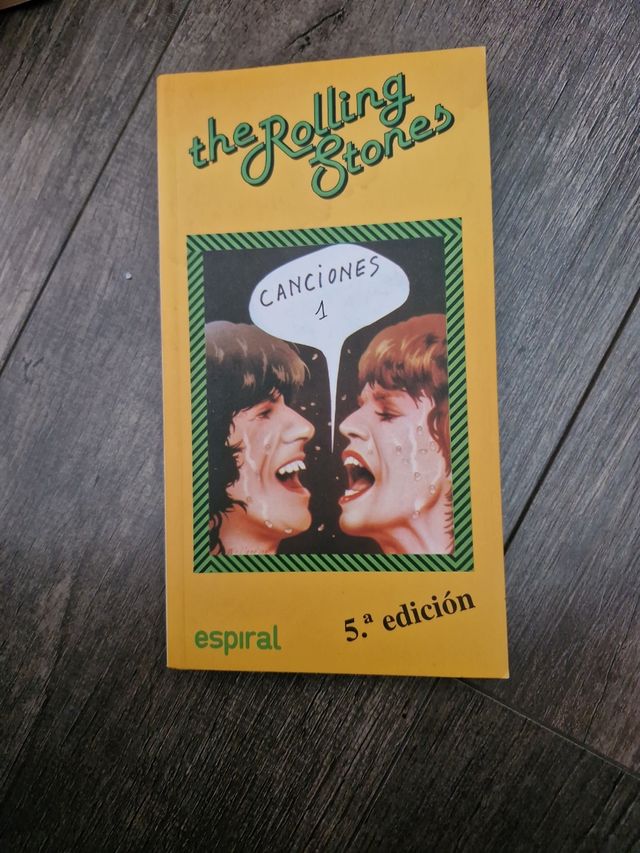 the Rolling
Stones
CANCIONES
1
espiral
5.ª edición